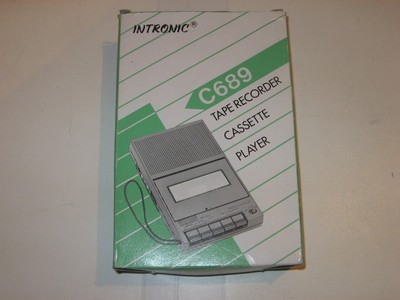 INTRONIC
C689
TAPE RECORDER
CASSETTE
PLAYER